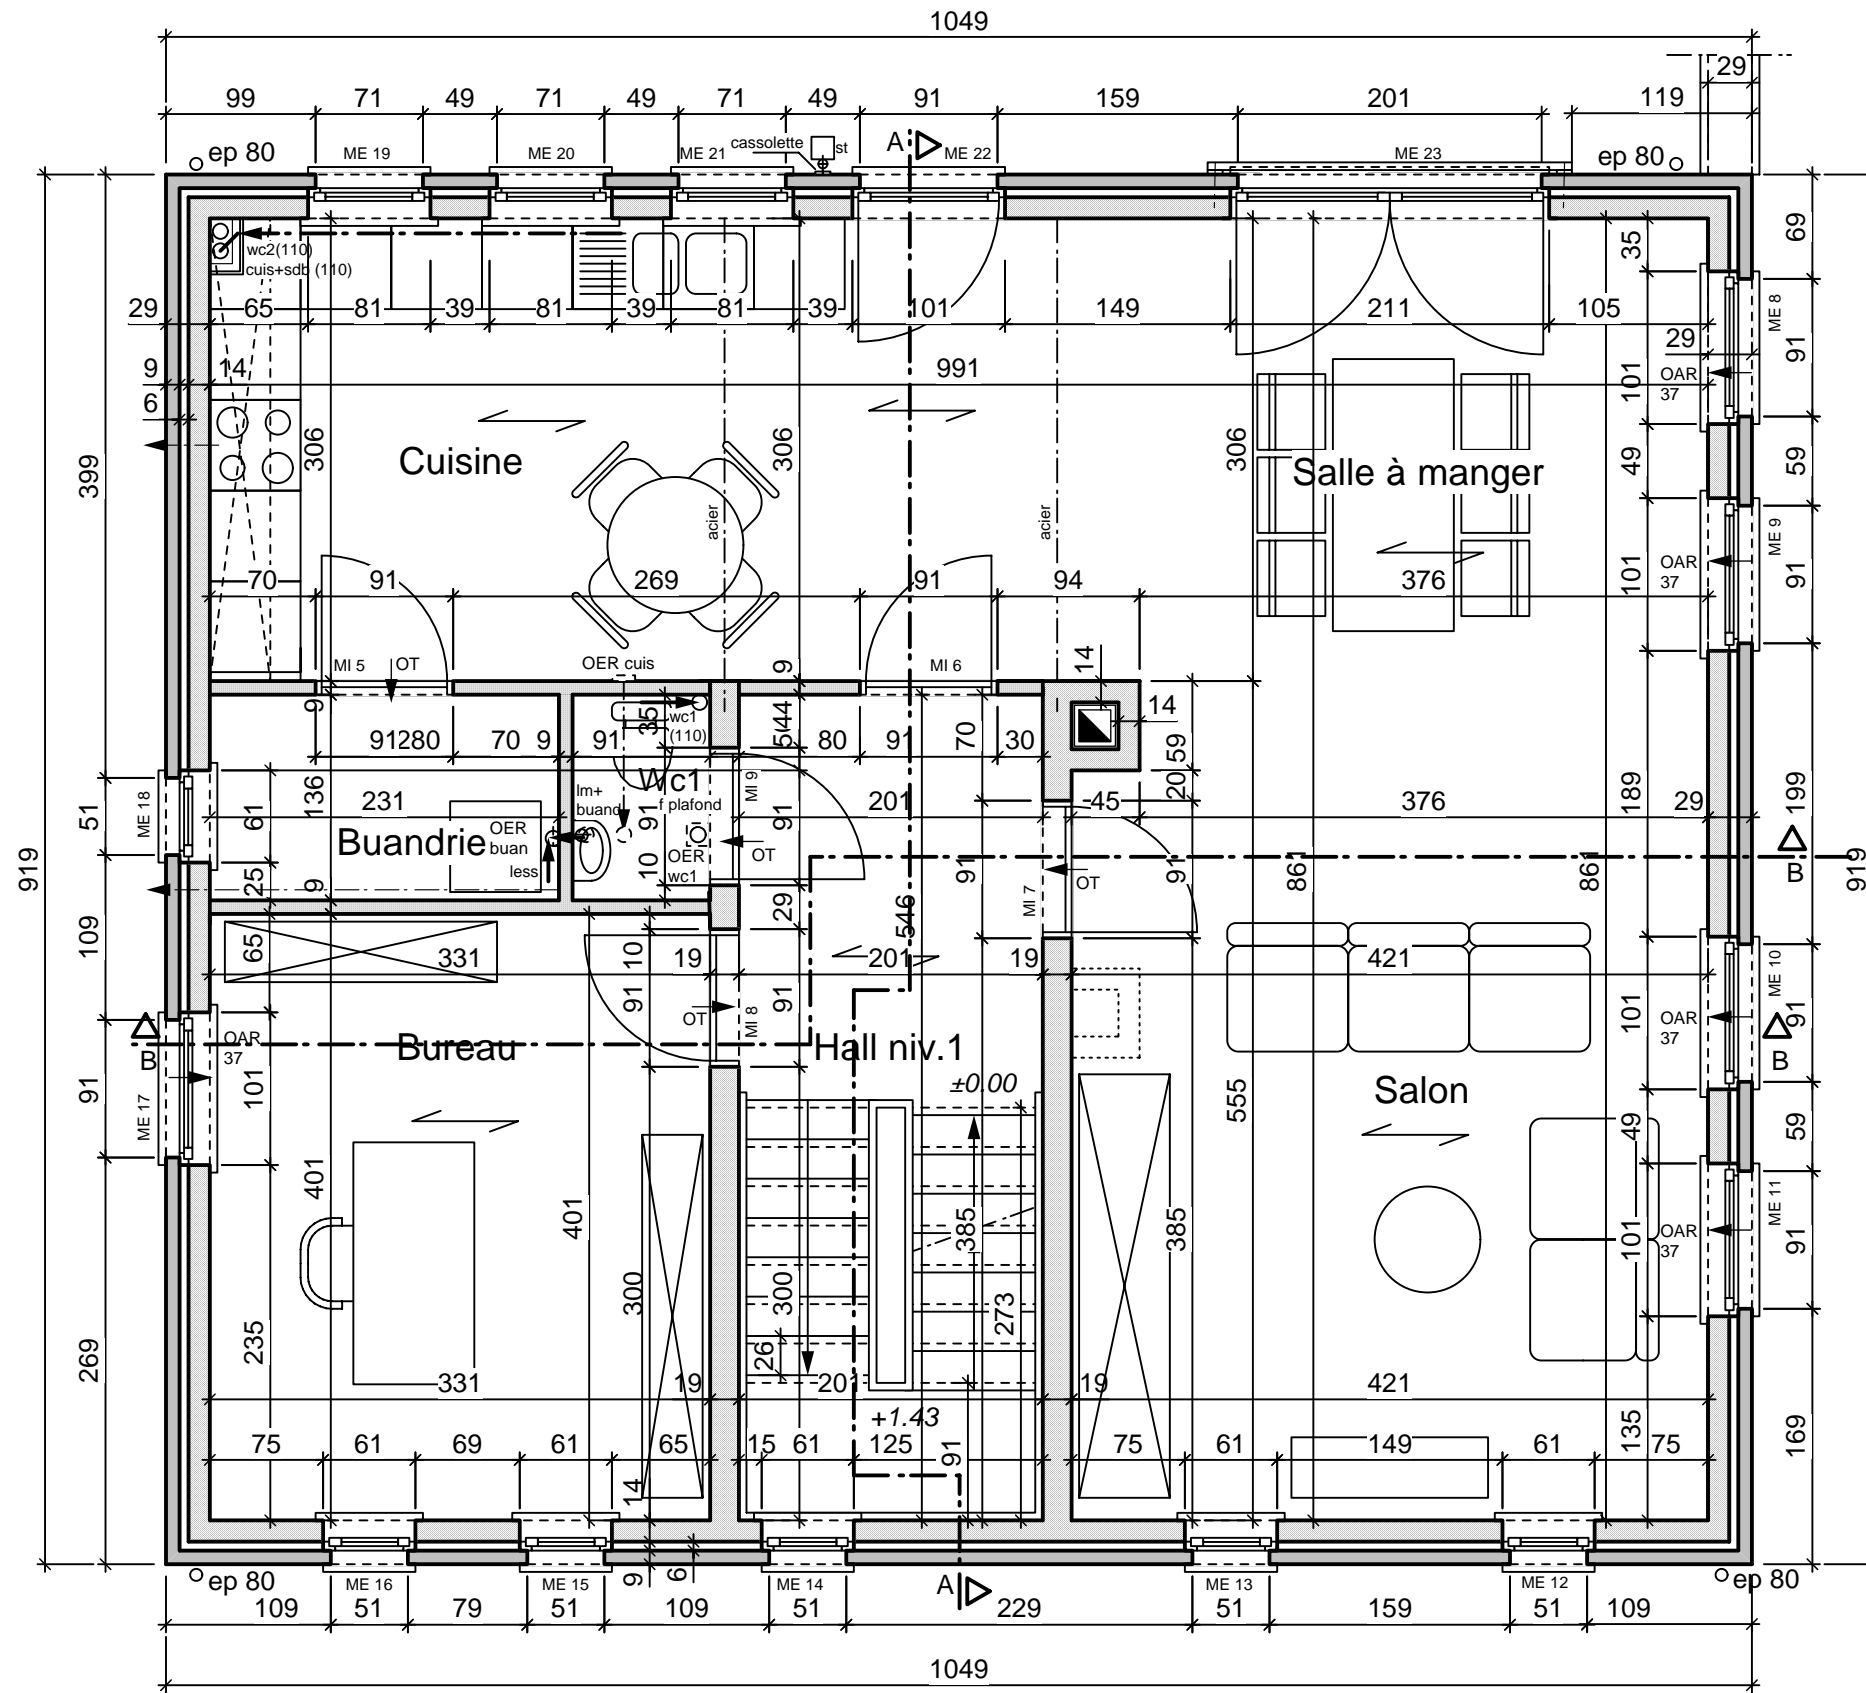 1049
29
99 71 49 71 49 71 49 91 159 201 119
ep 80 ME 19 ME 20 ME 21 cassolette st A ME 22 ME 23 ep 80
69
wc2(110)
cuis+sdb (110)
35
29 65 81 39 81 39 81 39 101 149 211 105
ME 8
91
29
9 14 991
OAR
37
101
6
399
306 Cuisine 306 306 Salle à manger
49 59
acier acier
ME 9
OAR
37
101 91
70 91 269 91 94 376
MI 5 OT OER cuis 9 MI 6 14
9 35 wc1
(110)
44 50 14
91 280 70 9 91 80 91 30 70 59
20
136 61 Wc1
f plafond
MI 9
lm+
buand
51 ME 18 231 91 91 201 45 376 189 29 199
Buandrie OER
buan
less
10 OER
wc1
OT
919
25 9 91 OT 91 861 861 B 919
MI 7
29 546
109
65 331 10 19 201 19 421
91 91
OT MI 8
ME 10
OAR
37
101 91
B OAR
37
Bureau Hall niv.1 B
±0.00
101 91 ME 17
555 Salon
49 59
401 401 385 385
300 300 273
OAR
37
101 91 ME 11
235 26
269
331 19 201 19 421
+1.43
75 61 69 61 65 15 61 125 91 75 61 149 61 75 135 169
14
9 6
ep 80 ME 16 ME 15 ME 14 A ME 13 ME 12 ep 80
109 51 79 51 109 51 229 51 159 51 109
1049